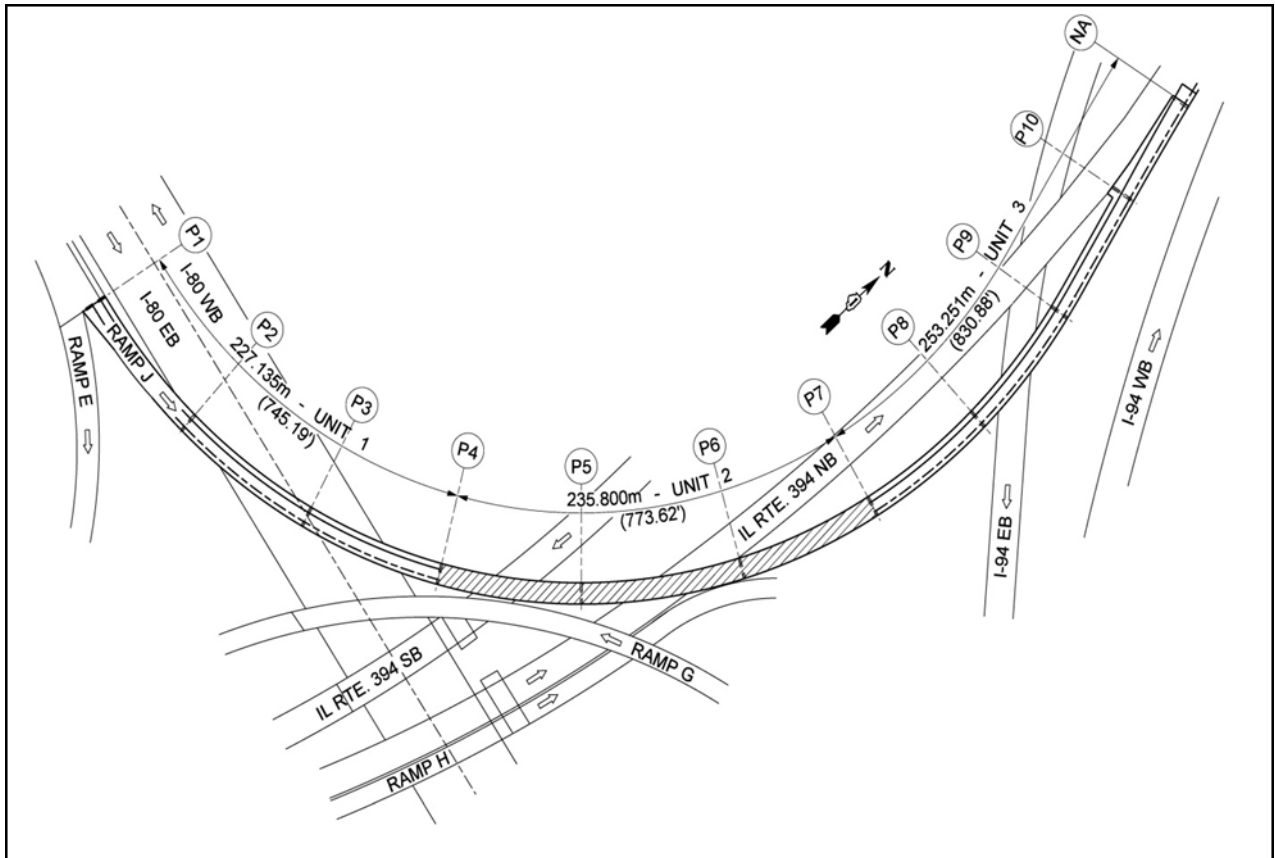 NA
P10
P9
P8
P7
P6
P5
P4
P3
P2
P1
I-80 WB
I-80 EB
RAMP J
RAMP E
227.135m - UNIT 1
(745.19')
235.800m - UNIT 2
(773.62')
253.251m - UNIT 3
(830.88')
N
IL RTE. 394 NB
I-94 WB
I-94 EB
RAMP G
IL RTE. 394 SB
RAMP H